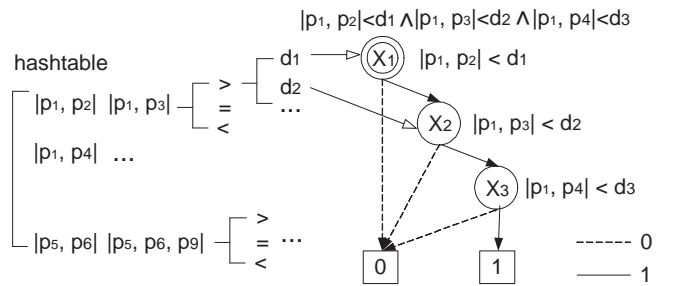 |p₁, p₂|<d₁ ∧|p₁, p₃|<d₂ ∧|p₁, p₄|<d₃
hashtable
d₁
X₁
|p₁, p₂| < d₁
>
d₂
|p₁, p₂| |p₁, p₃|
=
...
<
X₂
|p₁, p₃| < d₂
|p₁, p₄| ...
X₃
|p₁, p₄| < d₃
>
|p₅, p₆| |p₅, p₆, p₉|
= ...
<
0
1
0
1